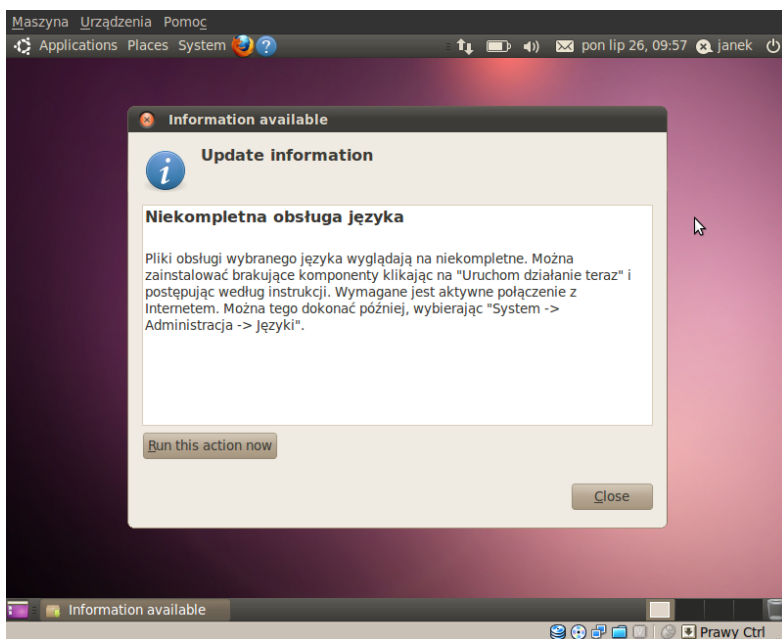 Maszyna Urządzenia Pomoc
Applications Places System pon lip 26, 09:57 janek
Information available
Update information
Niekompletna obsługa języka
Pliki obsługi wybranego języka wyglądają na niekompletne. Można
zainstalować brakujące komponenty klikając na "Uruchom działanie teraz" i
postępując według instrukcji. Wymagane jest aktywne połączenie z
Internetem. Można tego dokonać później, wybierając "System ->
Administracja -> Języki".
Run this action now
Close
Information available
Prawy Ctrl